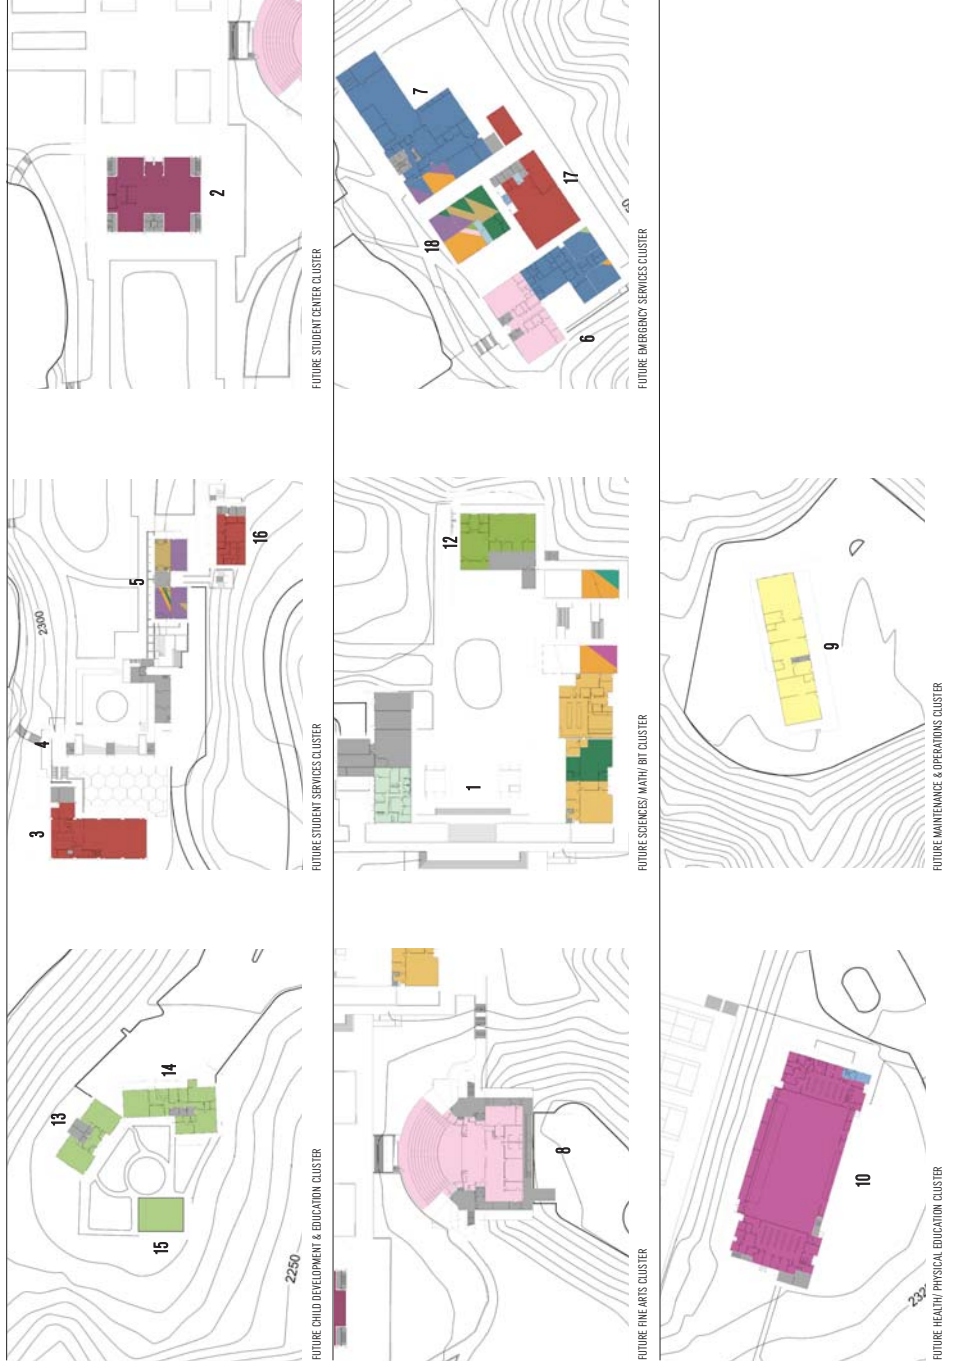 13
14
15
2250
FUTURE CHILD DEVELOPMENT & EDUCATION CLUSTER
3
4
2300
5
16
FUTURE STUDENT SERVICES CLUSTER
2
FUTURE STUDENT CENTER CLUSTER
8
FUTURE FINE ARTS CLUSTER
1
12
FUTURE SCIENCES/ MATH/ BIT CLUSTER
6
18
17
7
FUTURE EMERGENCY SERVICES CLUSTER
10
FUTURE HEALTH/ PHYSICAL EDUCATION CLUSTER
9
FUTURE MAINTENANCE & OPERATIONS CLUSTER